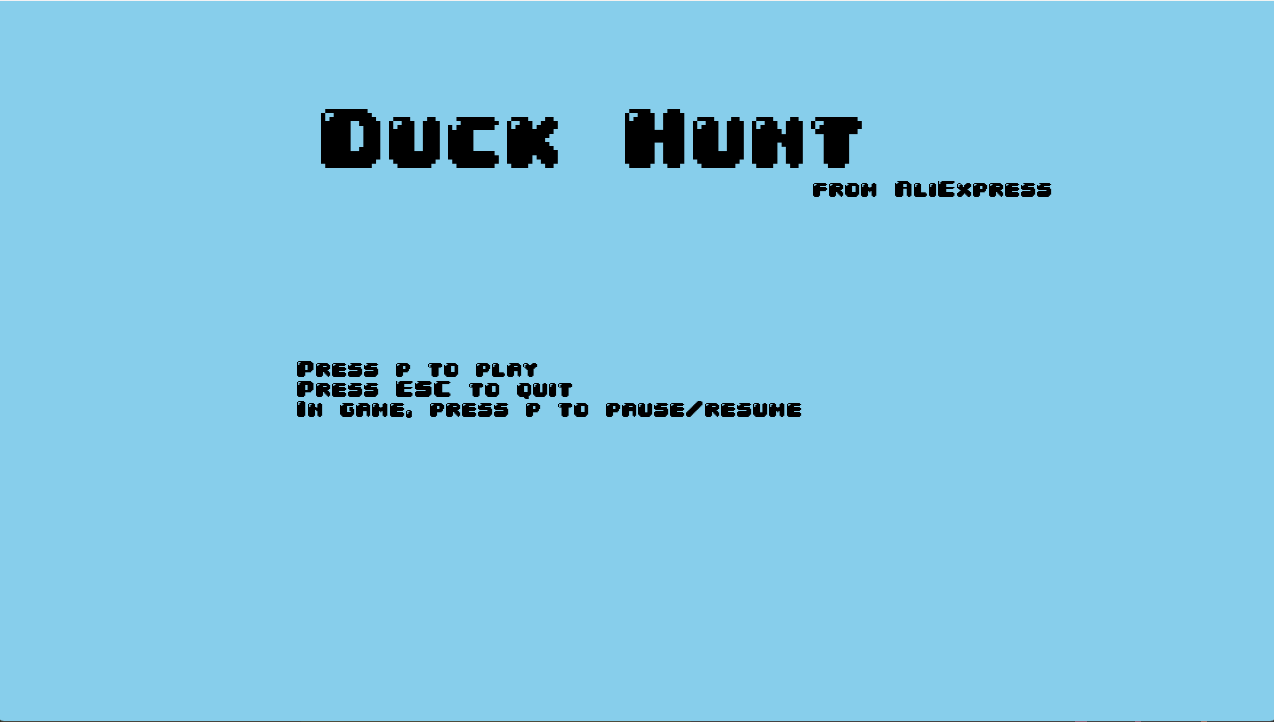 Duck Hunt
from AliExpress
Press p to play
Press ESC to quit
In game, press p to pause/resume